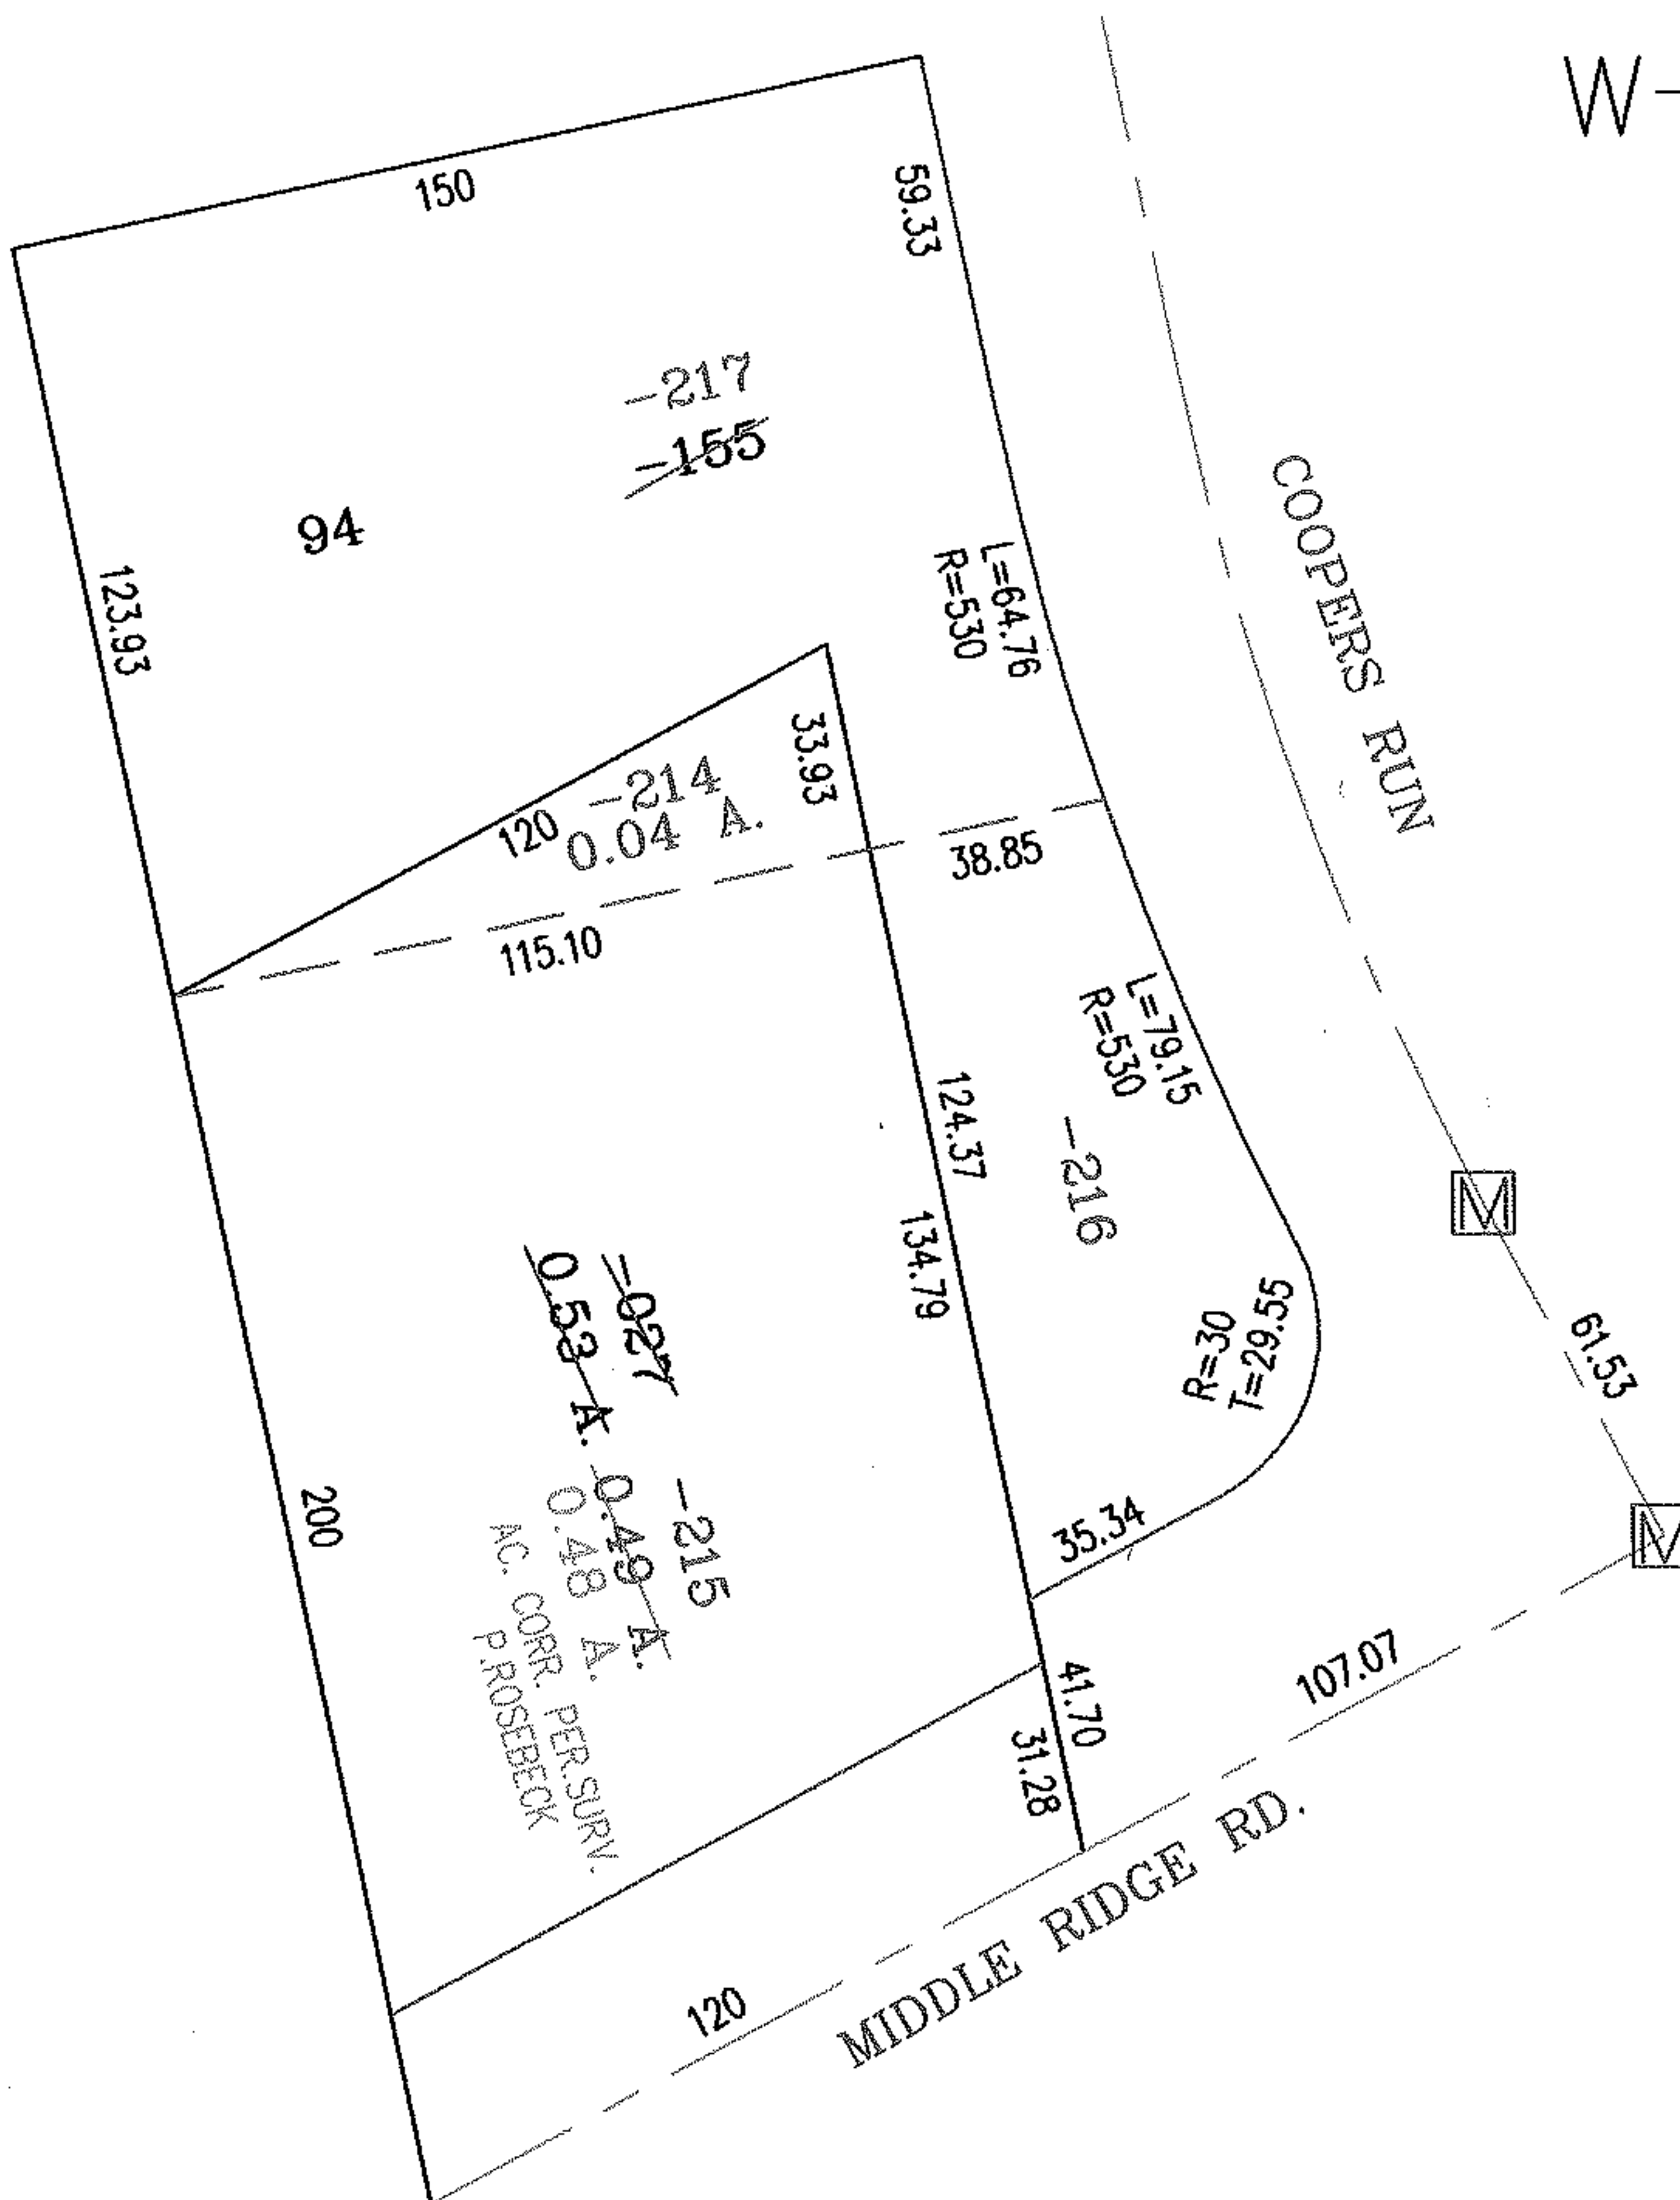 W-
150
59.33
-217
-155
94
COOPERS RUN
L=64.76
R=530
123.93
33.93
-214
0.04 A.
120
38.85
115.10
L=79.15
R=530
124.37
-216
134.79
M
R=30
T=29.55
61.53
-027
0.53 A.
-215
0.49 A.
0.48 A.
AC. CORR. PER.SURV.
P.ROSEBECK
200
35.34
M
107.07
41.70
31.28
MIDDLE RIDGE RD.
120